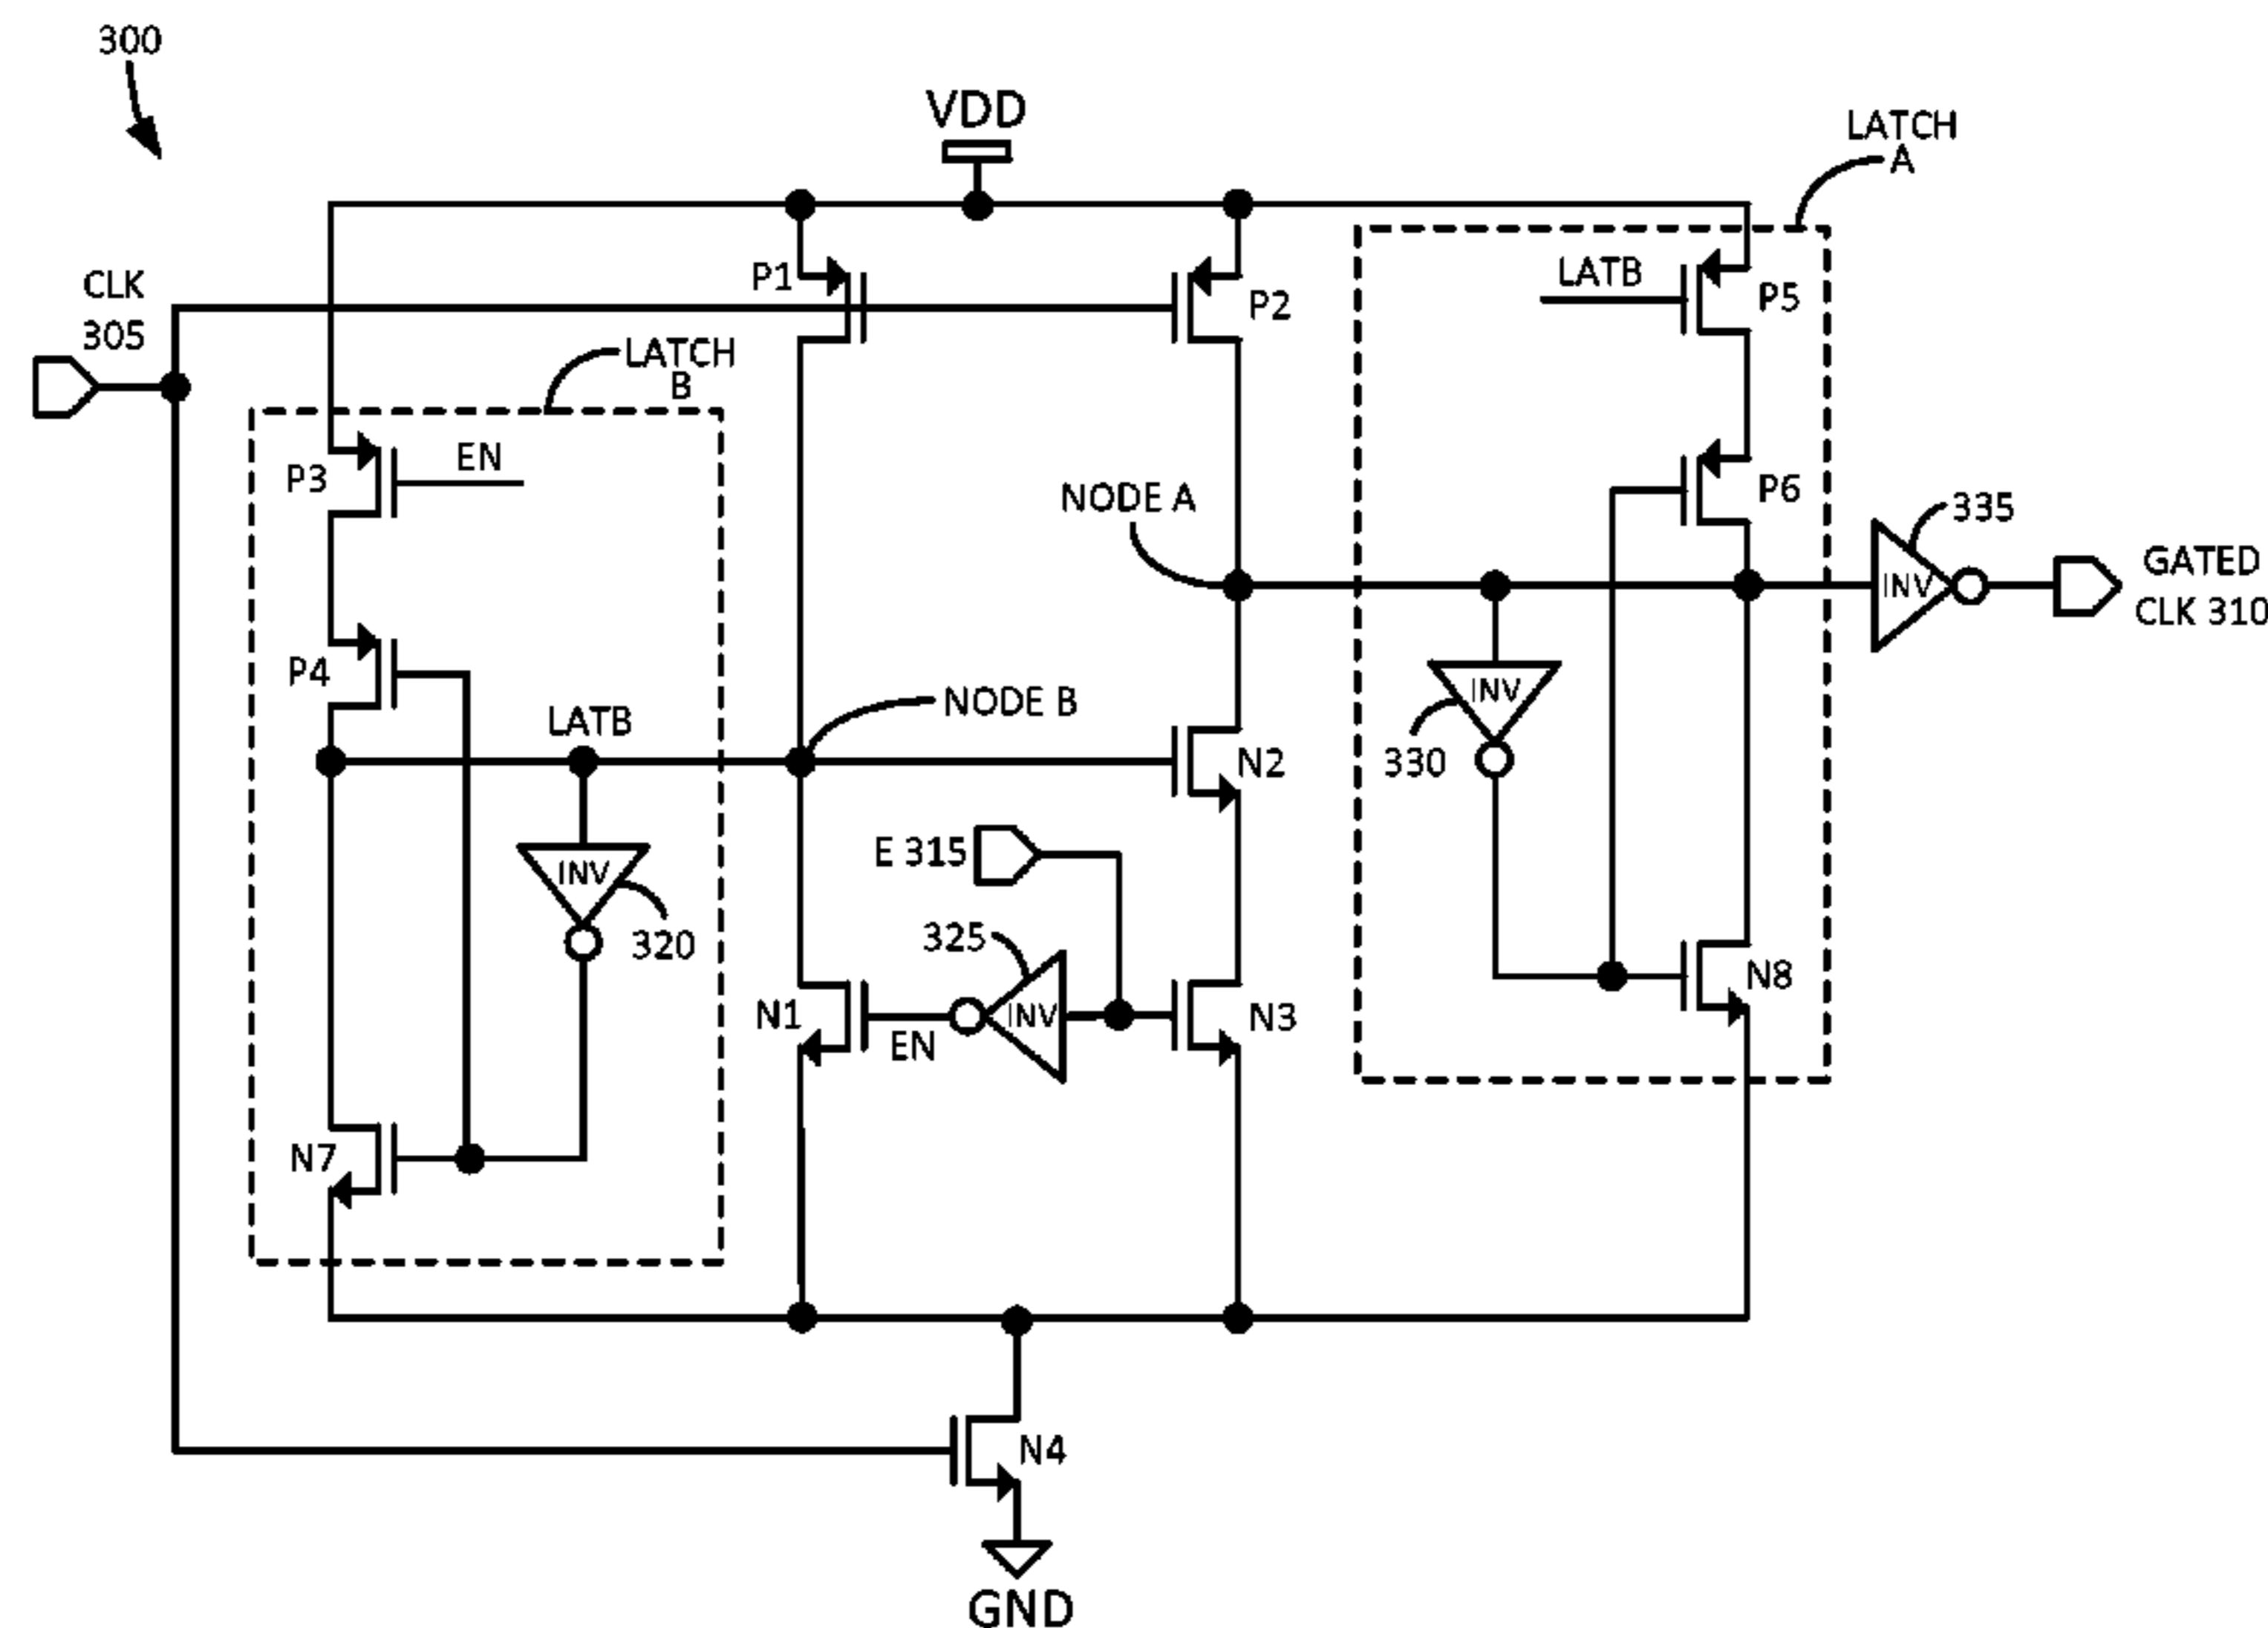 300
VDD
LATCH
A
CLK
305
P1
P2
LATB
P5
LATCH
B
P3
EN
NODE A
P6
335
INV
GATED
CLK 310
P4
LATB
NODE B
N2
INV
330
E 315
INV
320
325
INV
N1
EN
N3
N8
N7
N4
GND